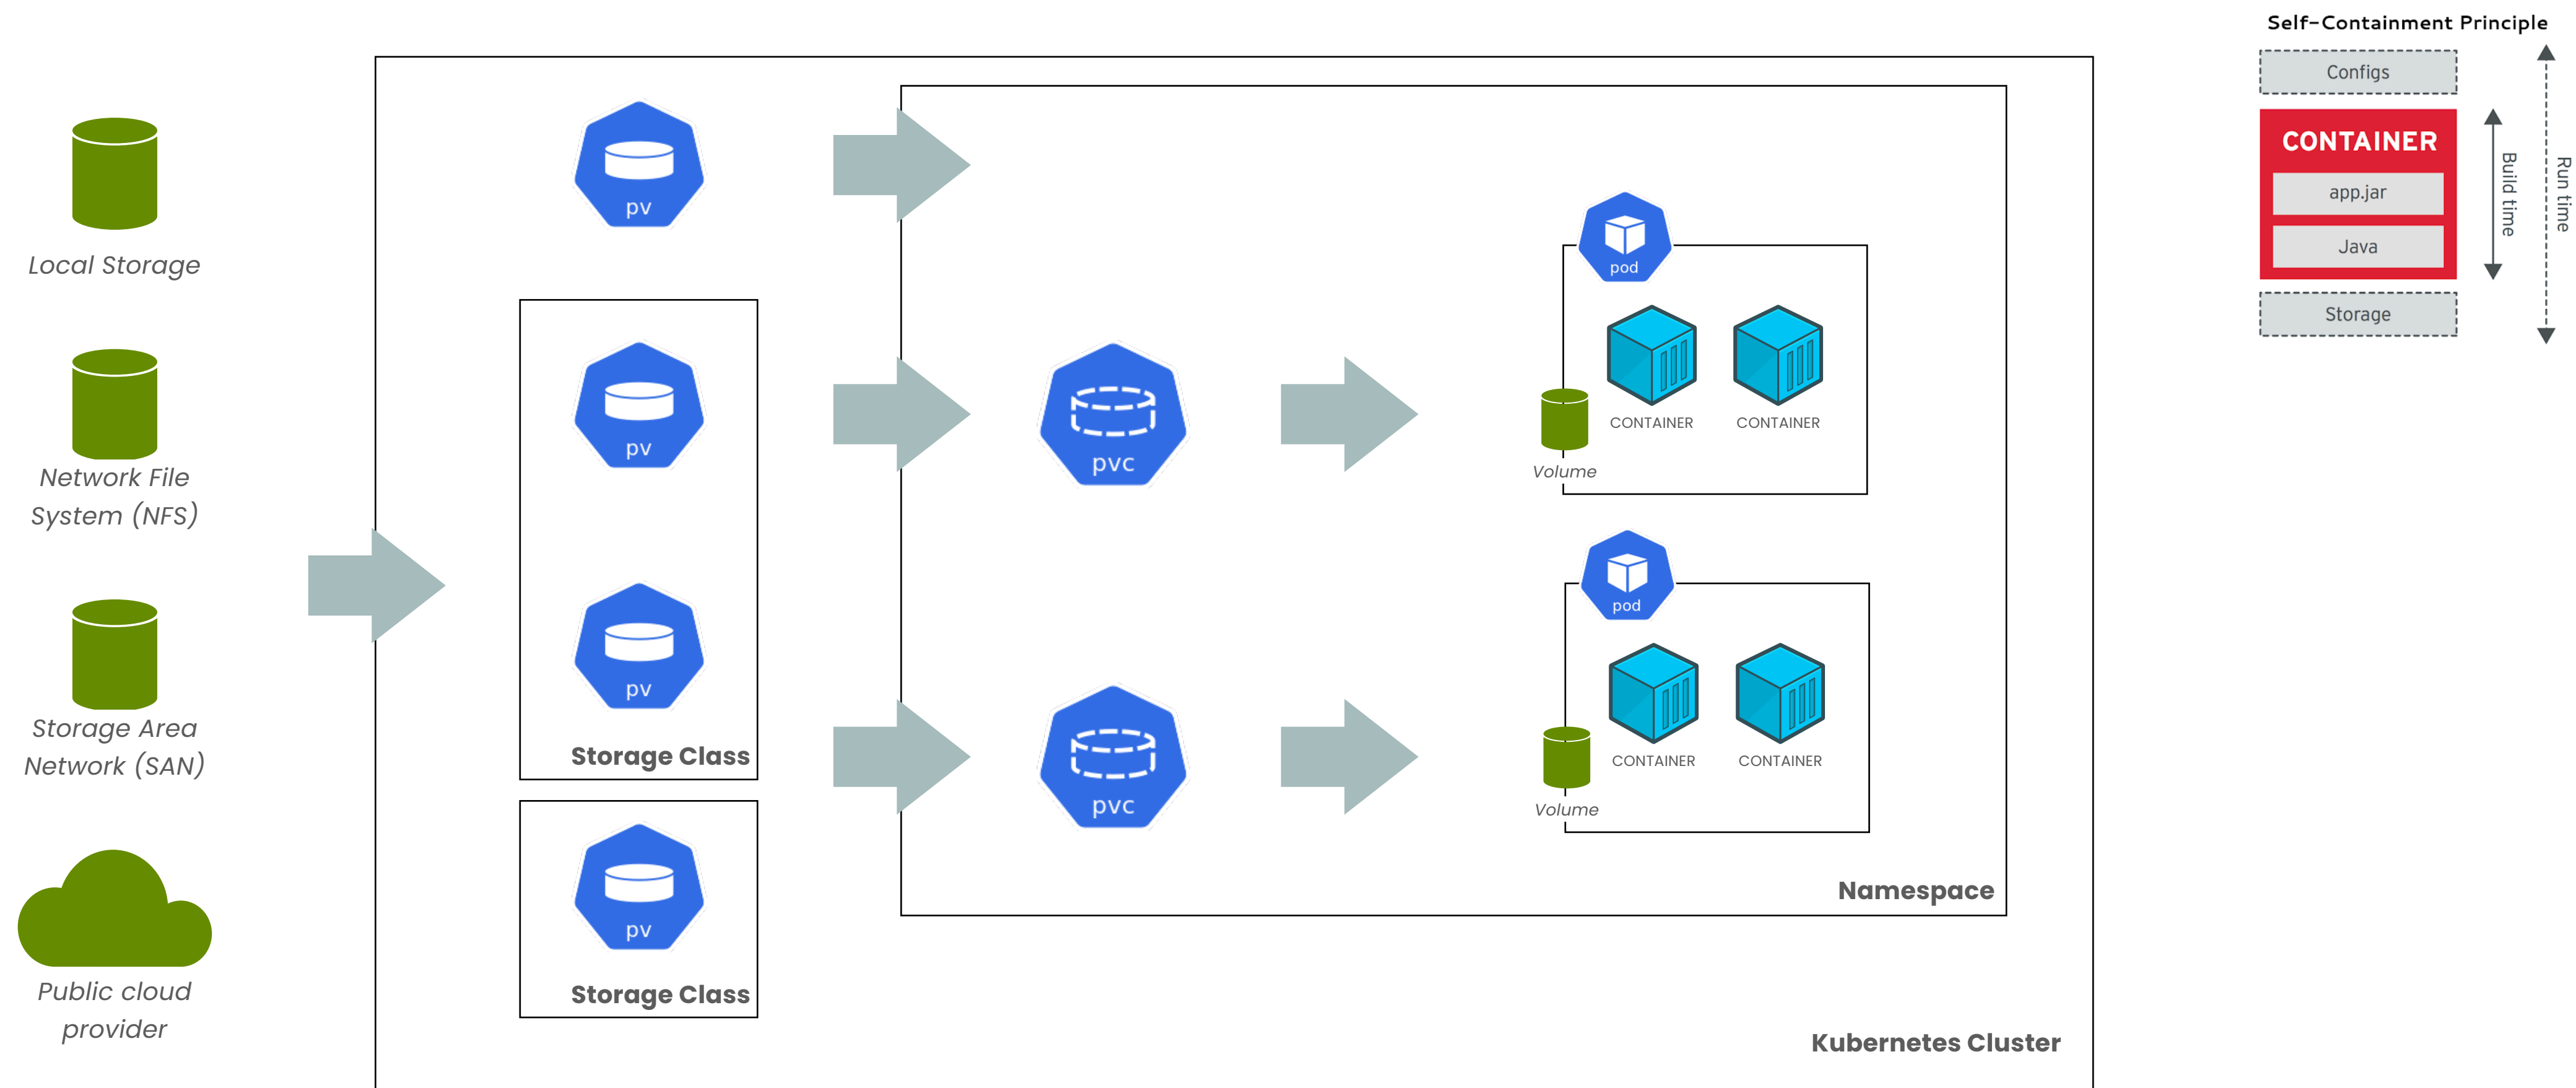 Self-Containment Principle
Configs
CONTAINER
app.jar
Java
Storage
Build time
Run time
Local Storage
Network File
System (NFS)
Storage Area
Network (SAN)
Public cloud
provider
pv
pv
pv
Storage Class
pv
Storage Class
pvc
pvc
pod
CONTAINER
CONTAINER
Volume
pod
CONTAINER
CONTAINER
Volume
Namespace
Kubernetes Cluster